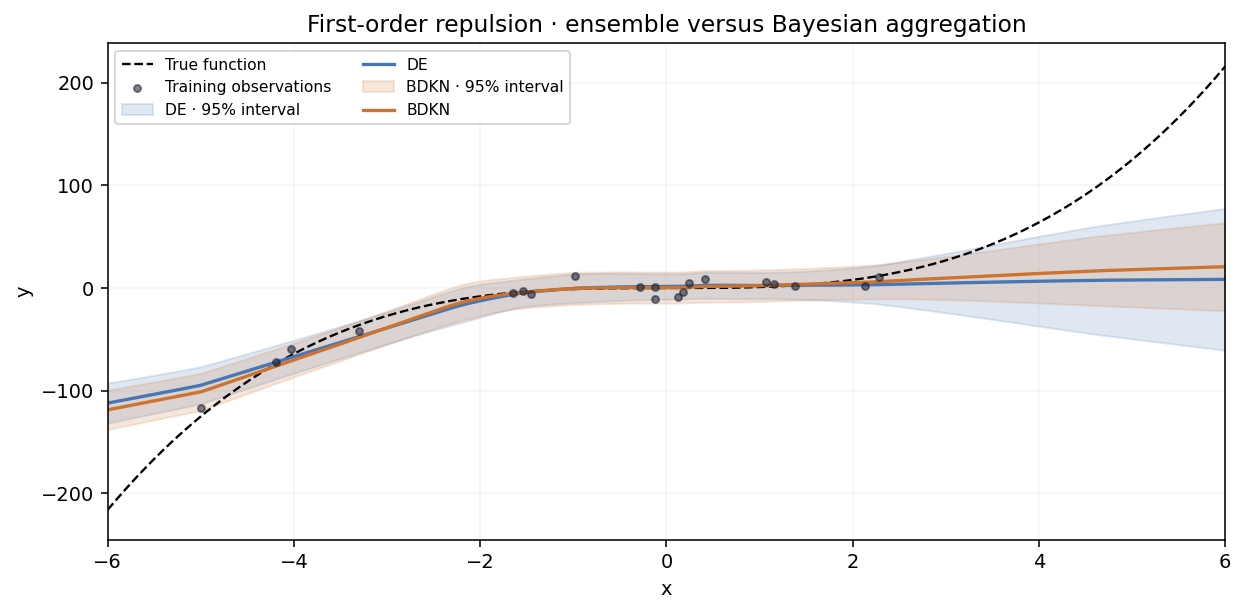 First-order repulsion · ensemble versus Bayesian aggregation
True function
Training observations
DE · 95% interval
DE
BDKN · 95% interval
BDKN
200
100
0
−100
−200
y
−6
−4
−2
0
2
4
6
x